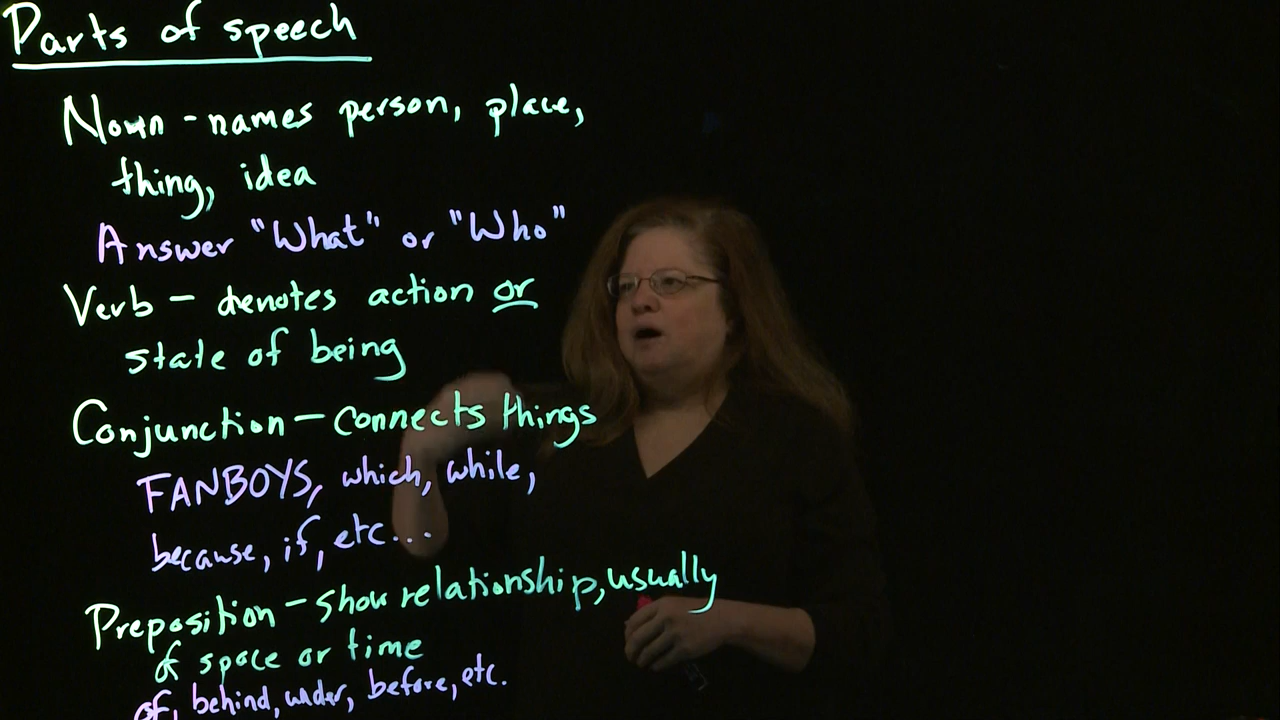 Parts of speech
Noun - names person, place,
thing, idea
Answer "What" or "Who"
Verb - denotes action or
state of being
Conjunction - connects things
FANBOYS, which, while,
because, if, etc...
Preposition - show relationship, usually
of space or time
of, behind, under, before, etc.